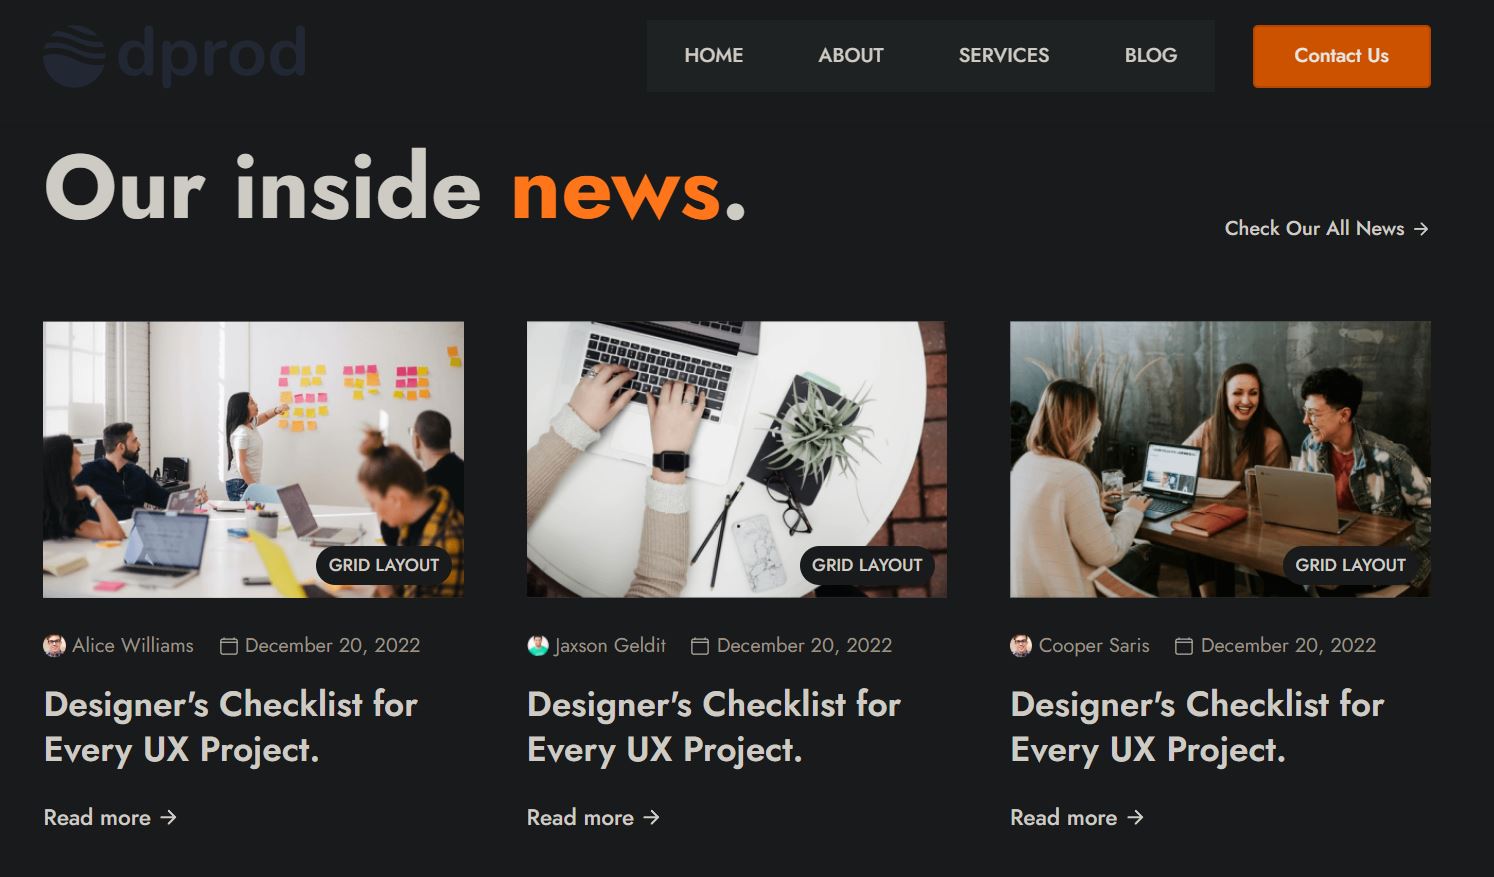 dprod
HOME ABOUT SERVICES BLOG Contact Us
Our inside news.
Check Our All News →
GRID LAYOUT GRID LAYOUT GRID LAYOUT
Alice Williams December 20, 2022
Jaxson Geldit December 20, 2022
Cooper Saris December 20, 2022
Designer's Checklist for
Every UX Project.
Designer's Checklist for
Every UX Project.
Designer's Checklist for
Every UX Project.
Read more →
Read more →
Read more →